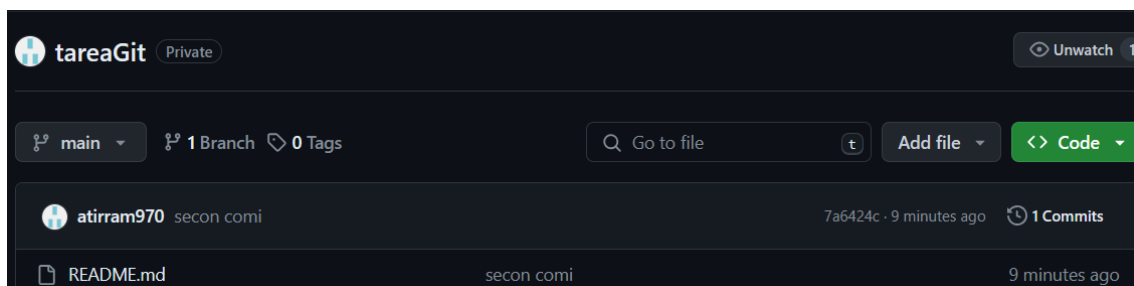 tareaGit Private Unwatch 1
main 1 Branch 0 Tags Go to file t Add file Code
atirram970 secon comi 7a6424c · 9 minutes ago 1 Commits
README.md secon comi 9 minutes ago